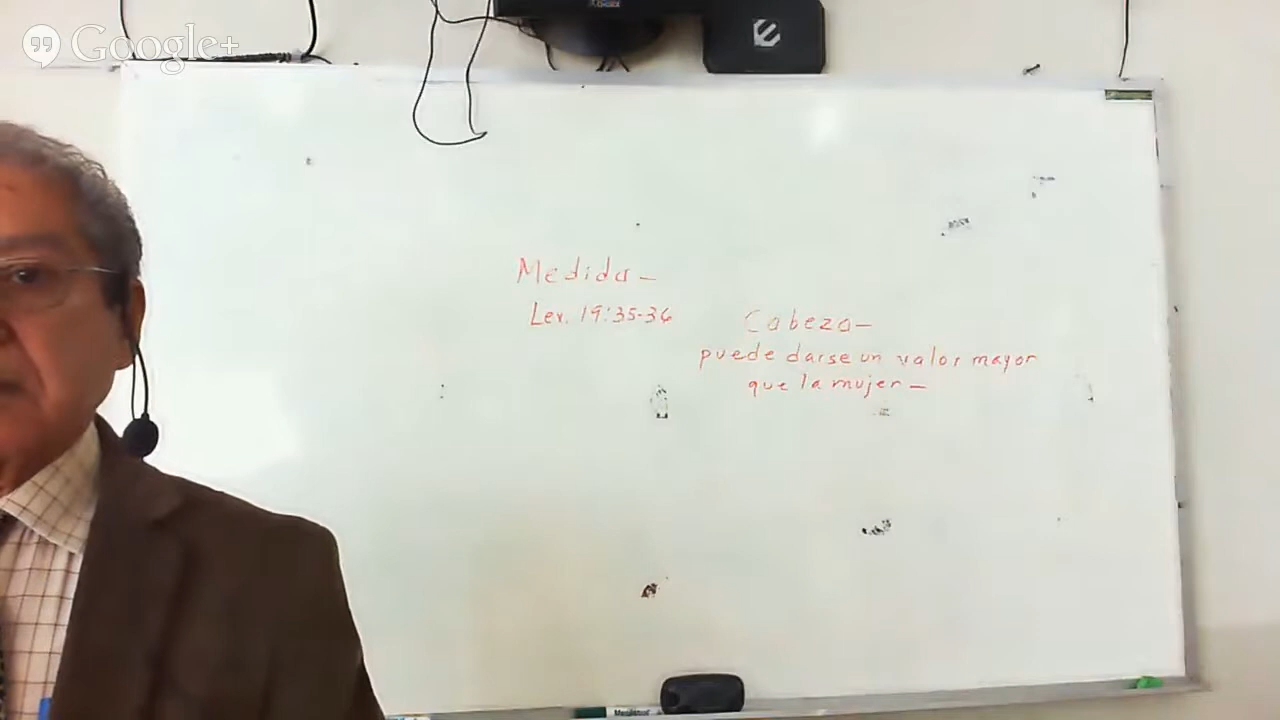 Google+
Medida-
Lev. 19:35-36
Cabeza-
puede darse un valor mayor
que la mujer-